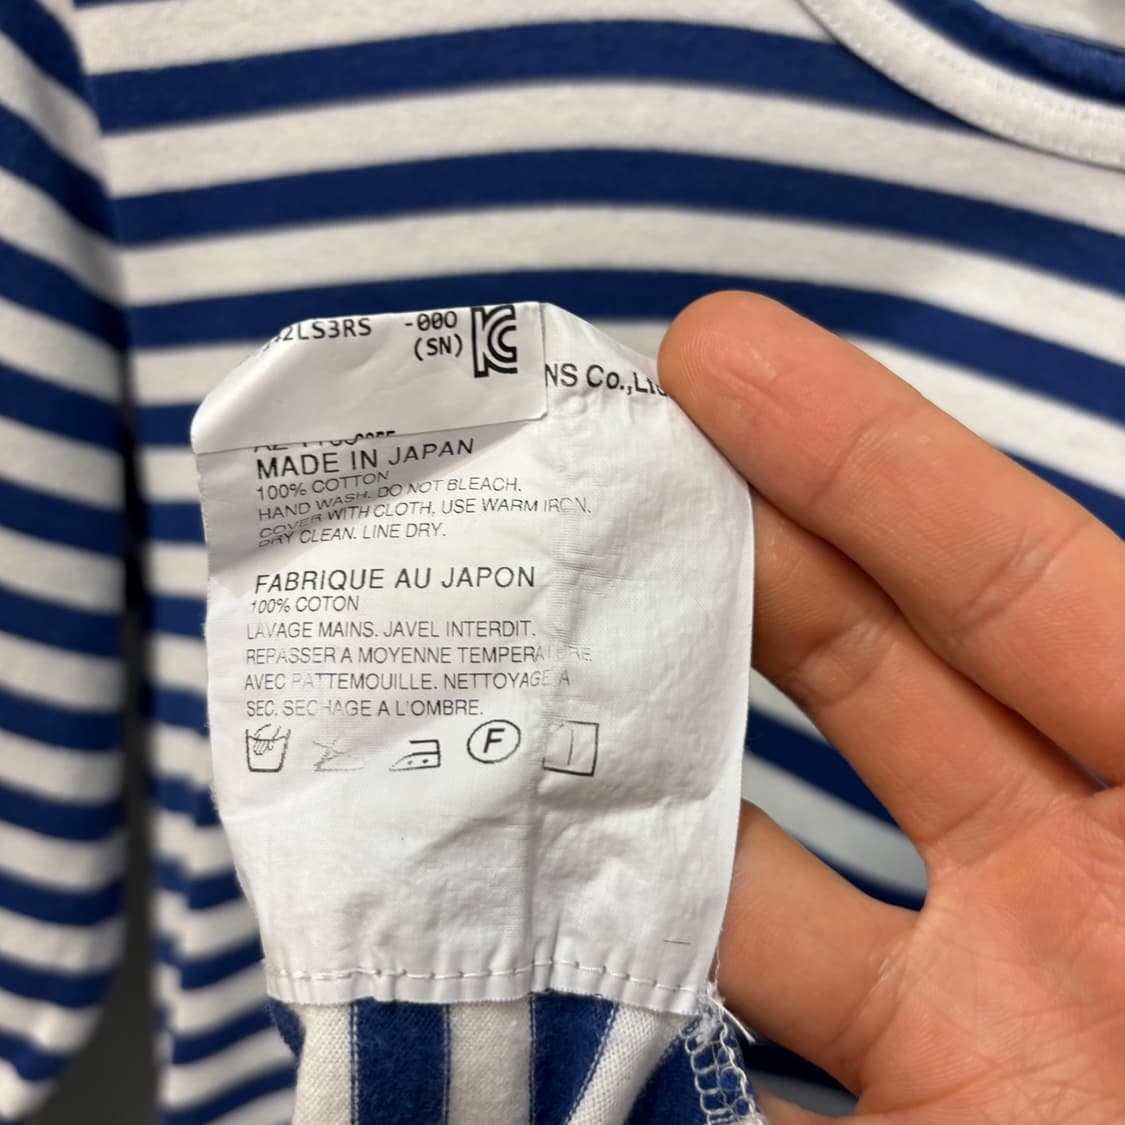 2LS3RS -000
(SN)
NS Co.,
MADE IN JAPAN
100% COTTON
HAND WASH. DO NOT BLEACH.
COVER WITH CLOTH, USE WARM IRON.
DRY CLEAN. LINE DRY.
FABRIQUE AU JAPON
100% COTON
LAVAGE MAINS. JAVEL INTERDIT.
REPASSER A MOYENNE TEMPERATURE
AVEC PATTEMOUILLE. NETTOYAGE A
SEC. SECHAGE A L'OMBRE.
F